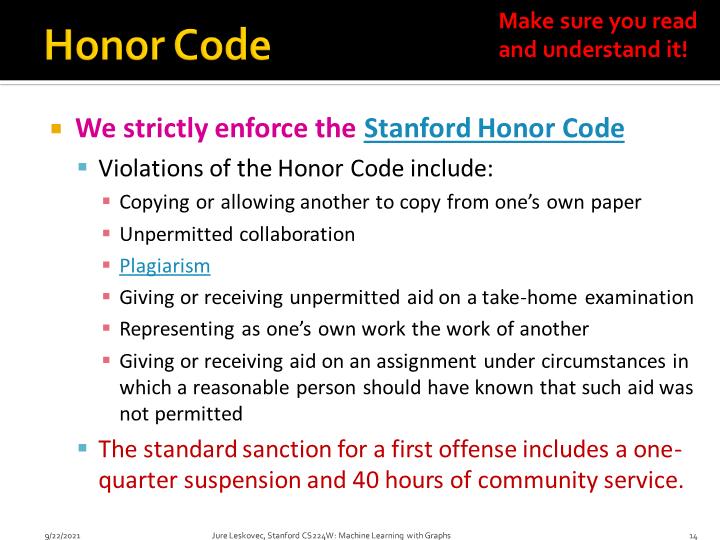 Honor Code
Make sure you read
and understand it!
We strictly enforce the Stanford Honor Code
Violations of the Honor Code include:
Copying or allowing another to copy from one’s own paper
Unpermitted collaboration
Plagiarism
Giving or receiving unpermitted aid on a take-home examination
Representing as one’s own work the work of another
Giving or receiving aid on an assignment under circumstances in
which a reasonable person should have known that such aid was
not permitted
The standard sanction for a first offense includes a one-
quarter suspension and 40 hours of community service.
9/22/2021
Jure Leskovec, Stanford CS224W: Machine Learning with Graphs
14